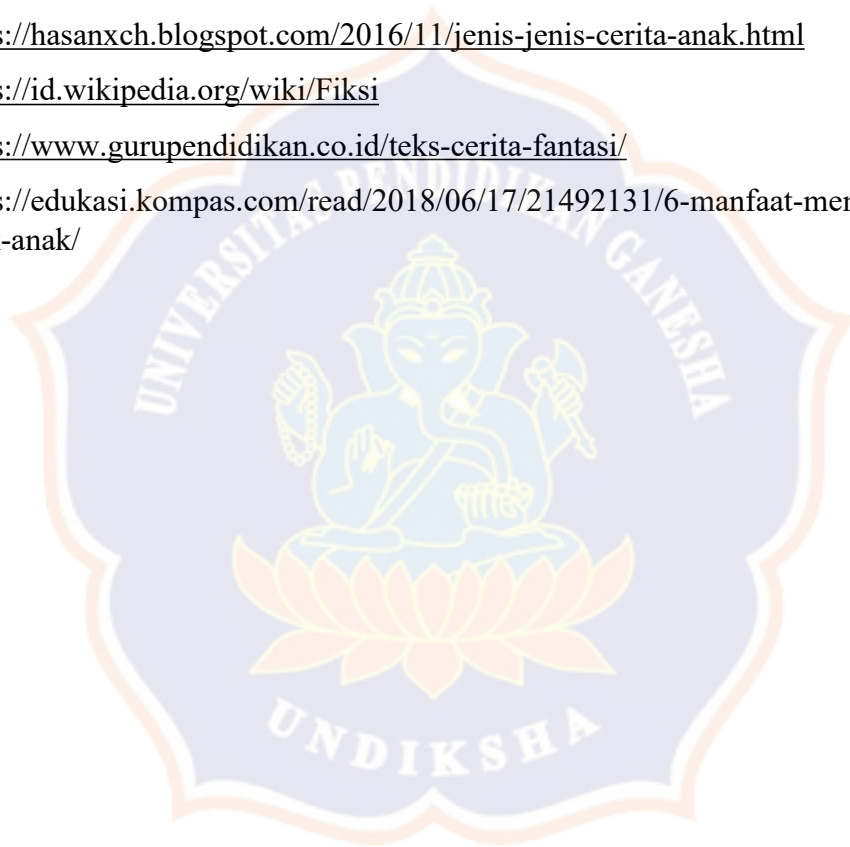 s://hasanxch.blogspot.com/2016/11/jenis-jenis-cerita-anak.html
s://id.wikipedia.org/wiki/Fiksi
s://www.gurupendidikan.co.id/teks-cerita-fantasi/
s://edukasi.kompas.com/read/2018/06/17/21492131/6-manfaat-mer
-anak/
UNIVERSITAS PENDIDIKAN GANESHA
UNDIKSHA